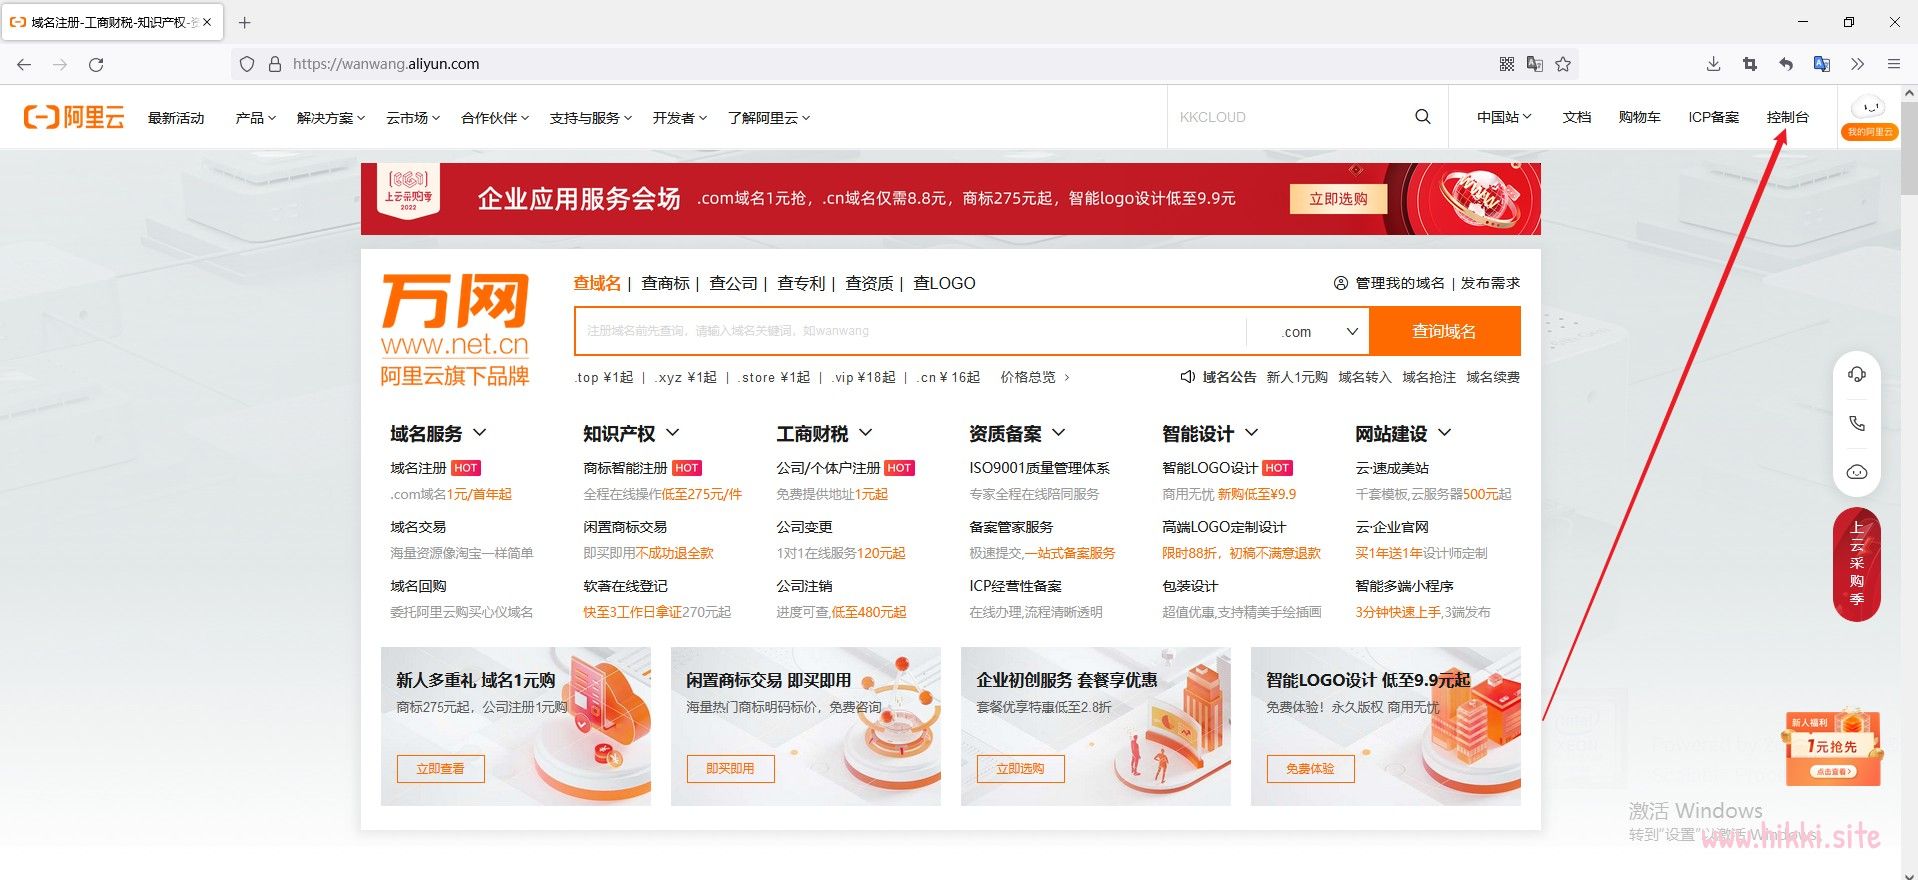 域名注册-工商财税-知识产权-资
https://wanwang.aliyun.com
阿里云 最新活动 产品 解决方案 云市场 合作伙伴 支持与服务 开发者 了解阿里云 KKCLOUD 中国站 文档 购物车 ICP备案 控制台
我的阿里云
上云采购季
2022
企业应用服务会场 .com域名1元抢，.cn域名仅需8.8元，商标275元起，智能logo设计低至9.9元 立即选购
万网
www.net.cn
阿里云旗下品牌
查域名 | 查商标 | 查公司 | 查专利 | 查资质 | 查LOGO 管理我的域名 | 发布需求
注册域名前先查询，请输入域名关键词，如wanwang .com 查询域名
.top ¥1起 | .xyz ¥1起 | .store ¥1起 | .vip ¥18起 | .cn ¥ 16起 价格总览 > 域名公告 新人1元购 域名转入 域名抢注 域名续费
域名服务 知识产权 工商财税 资质备案 智能设计 网站建设
域名注册 HOT 商标智能注册 HOT 公司/个体户注册 HOT ISO9001质量管理体系 智能LOGO设计 HOT 云·速成美站
.com域名1元/首年起 全程在线操作低至275元/件 免费提供地址1元起 专家全程在线陪同服务 商用无忧 新购低至¥9.9 千套模板,云服务器500元起
域名交易 闲置商标交易 公司变更 备案管家服务 高端LOGO定制设计 云·企业官网
海量资源像淘宝一样简单 即买即用不成功退全款 1对1在线服务120元起 极速提交,一站式备案服务 限时88折，初稿不满意退款 买1年送1年设计师定制
域名回购 软著在线登记 公司注销 ICP经营性备案 包装设计 智能多端小程序
委托阿里云购买心仪域名 快至3工作日拿证270元起 进度可查,低至480元起 在线办理,流程清晰透明 超值优惠,支持精美手绘插画 3分钟快速上手,3端发布
新人多重礼 域名1元购 闲置商标交易 即买即用 企业初创服务 套餐享优惠 智能LOGO设计 低至9.9元起
商标275元起，公司注册1元购 海量热门商标明码标价，免费咨询 套餐优享特惠低至2.8折 免费体验！永久版权 商用无忧
立即查看 即买即用 立即选购 免费体验
上云采购季
新人福利
1元抢先
点击查看>
激活 Windows
转到"设置"以激活 Windows。
www.hikki.site